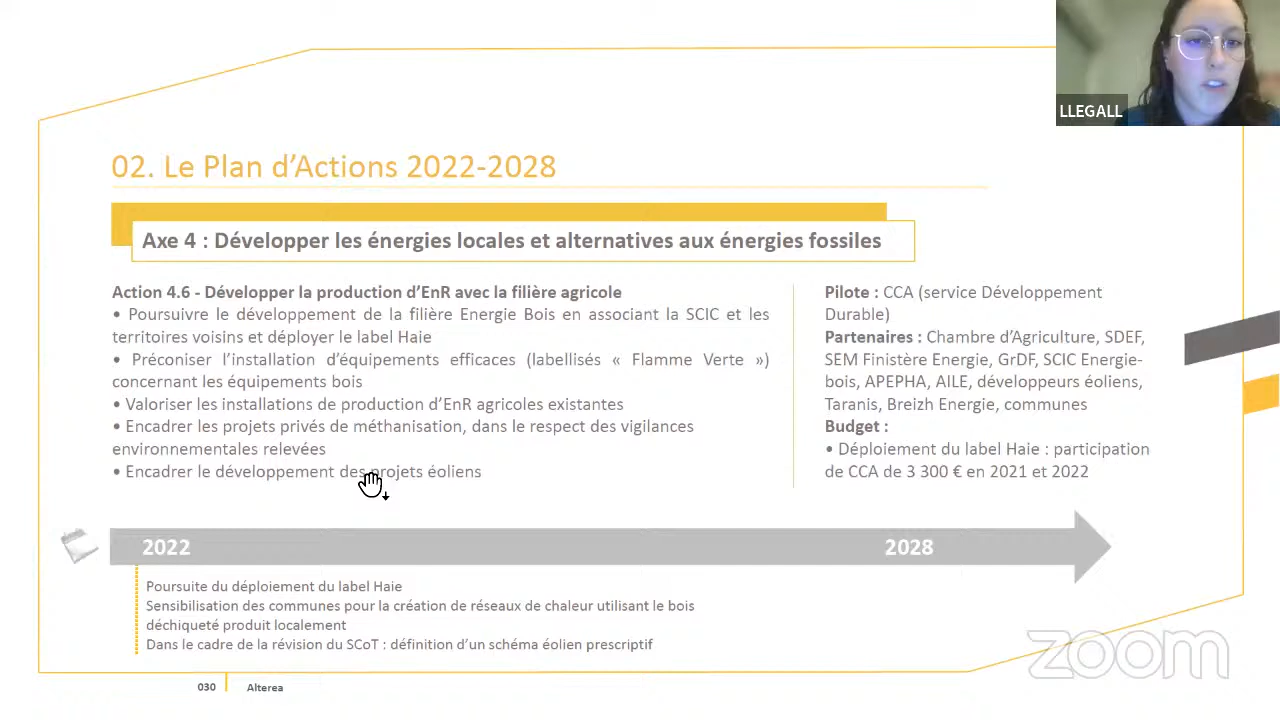 LLEGALL
02. Le Plan d’Actions 2022-2028
Axe 4 : Développer les énergies locales et alternatives aux énergies fossiles
Action 4.6 - Développer la production d’EnR avec la filière agricole
• Poursuivre le développement de la filière Energie Bois en associant la SCIC et les
territoires voisins et déployer le label Haie
• Préconiser l’installation d’équipements efficaces (labellisés « Flamme Verte »)
concernant les équipements bois
• Valoriser les installations de production d’EnR agricoles existantes
• Encadrer les projets privés de méthanisation, dans le respect des vigilances
environnementales relevées
• Encadrer le développement des projets éoliens
Pilote : CCA (service Développement
Durable)
Partenaires : Chambre d’Agriculture, SDEF,
SEM Finistère Energie, GrDF, SCIC Energie-
bois, APEPHA, AILE, développeurs éoliens,
Taranis, Breizh Energie, communes
Budget :
• Déploiement du label Haie : participation
de CCA de 3 300 € en 2021 et 2022
2022
2028
Poursuite du déploiement du label Haie
Sensibilisation des communes pour la création de réseaux de chaleur utilisant le bois
déchiqueté produit localement
Dans le cadre de la révision du SCoT : définition d’un schéma éolien prescriptif
zoom
030
Alterea